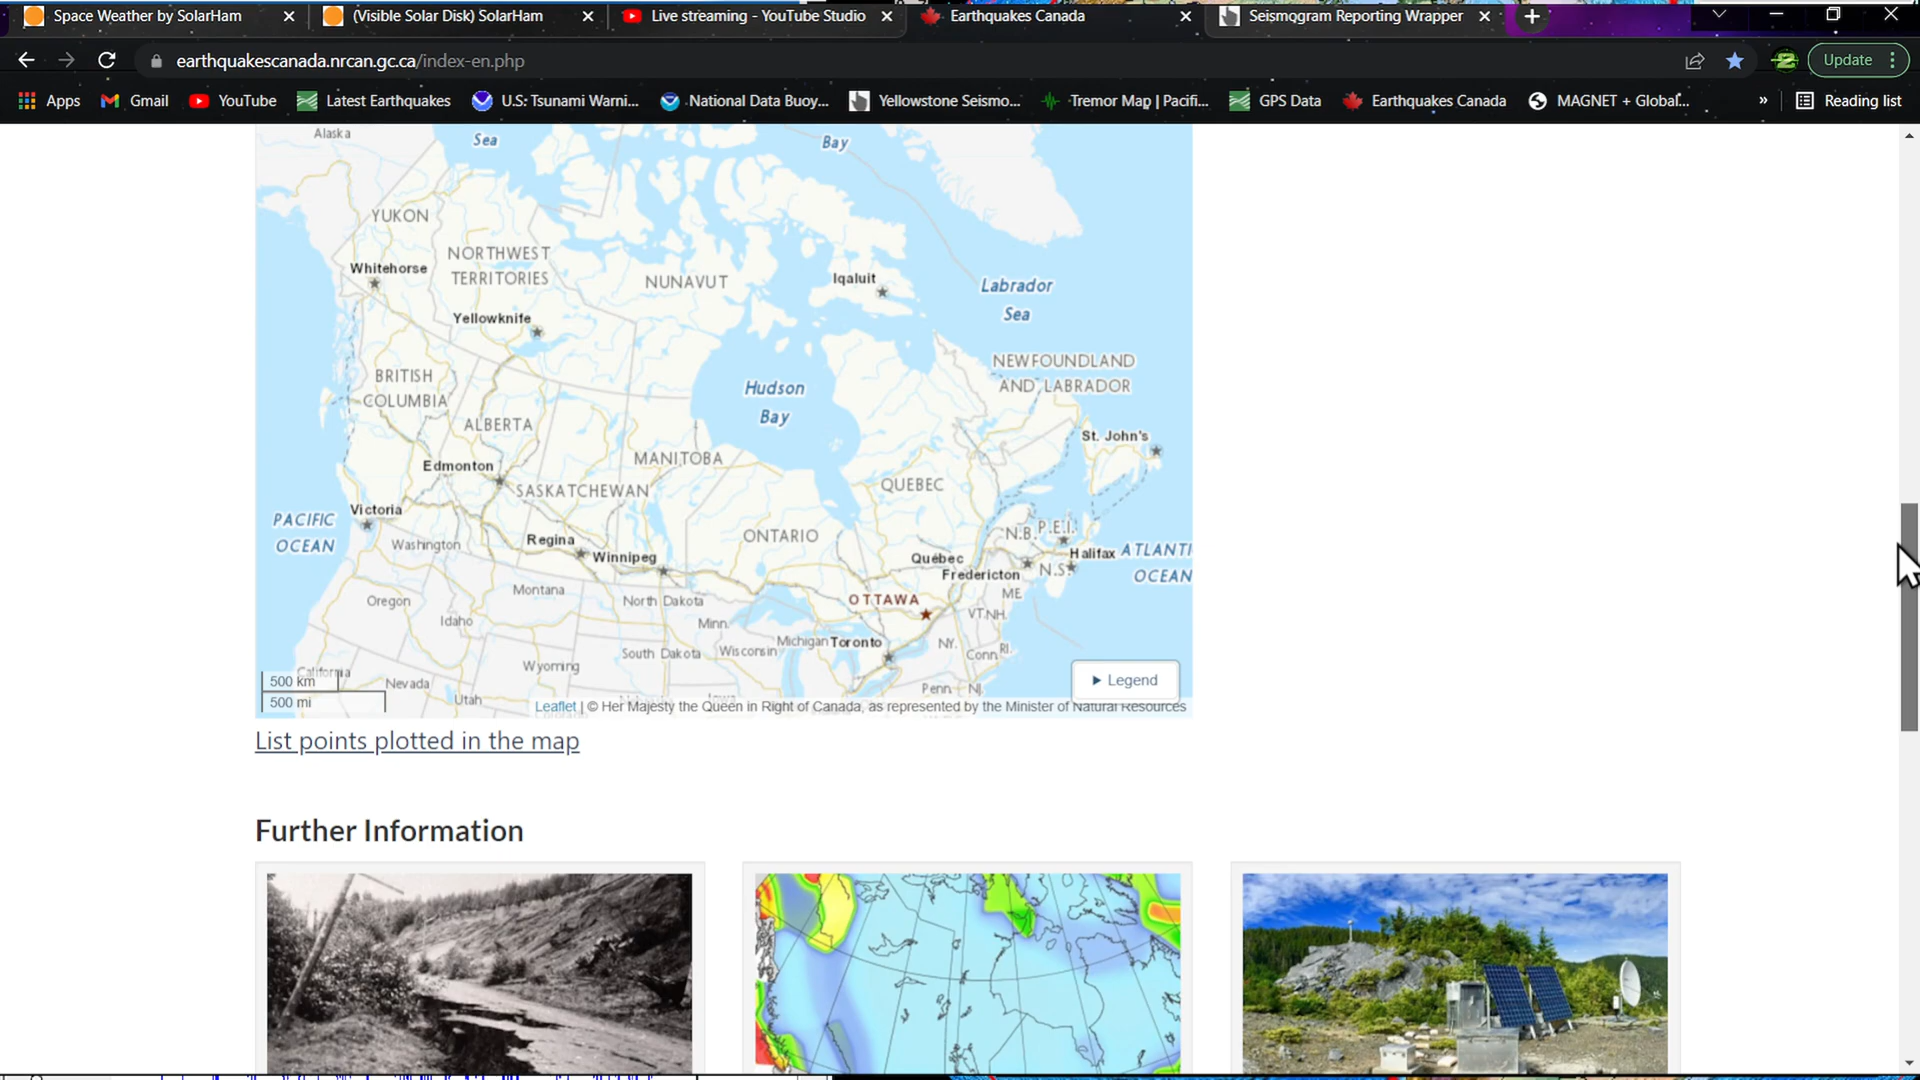 Space Weather by SolarHam
(Visible Solar Disk) SolarHam
Live streaming - YouTube Studio
Earthquakes Canada
Seismogram Reporting Wrapper
earthquakescanada.nrcan.gc.ca/index-en.php
Update
Apps
Gmail
YouTube
Latest Earthquakes
U.S. Tsunami Warni...
National Data Buoy...
Yellowstone Seismo...
Tremor Map | Pacifi...
GPS Data
Earthquakes Canada
MAGNET + Global...
»
Reading list
Alaska
Sea
Bay
YUKON
NORTHWEST
TERRITORIES
Whitehorse
NUNAVUT
Iqaluit
Labrador
Sea
Yellowknife
NEWFOUNDLAND
AND LABRADOR
BRITISH
COLUMBIA
Hudson
Bay
ALBERTA
St. John's
Edmonton
MANITOBA
SASKATCHEWAN
QUEBEC
Victoria
PACIFIC
OCEAN
Washington
Regina
Winnipeg
ONTARIO
N.B.
P.E.I.
Québec
Halifax
ATLANTI
OCEAN
Fredericton
N.S.
Montana
Oregon
North Dakota
OTTAWA
ME
Idaho
Minn.
VT.
NH.
Michigan
Toronto
South Dakota
Wisconsin
NY.
Conn
RI.
Wyoming
California
500 km
Nevada
Utah
Penn.
NJ.
500 mi
Legend
Leaflet | © Her Majesty the Queen in Right of Canada, as represented by the Minister of Natural Resources
List points plotted in the map
Further Information